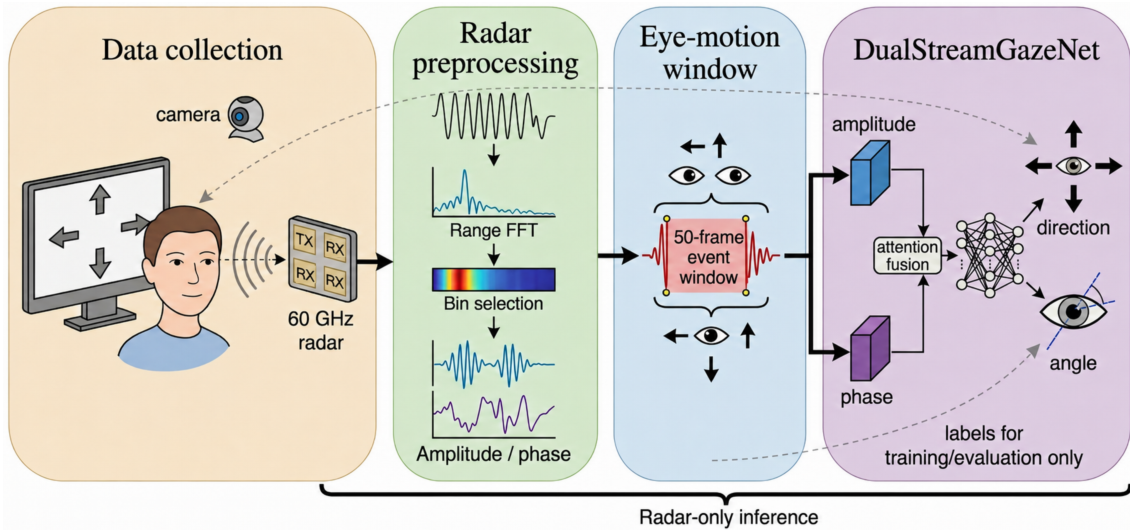 Data collection
camera
TX
RX
RX
RX
60 GHz
radar
Radar
preprocessing
Range FFT
Bin selection
Amplitude / phase
Eye-motion
window
50-frame
event
window
DualStreamGazeNet
amplitude
attention
fusion
phase
direction
angle
labels for
training/evaluation only
Radar-only inference